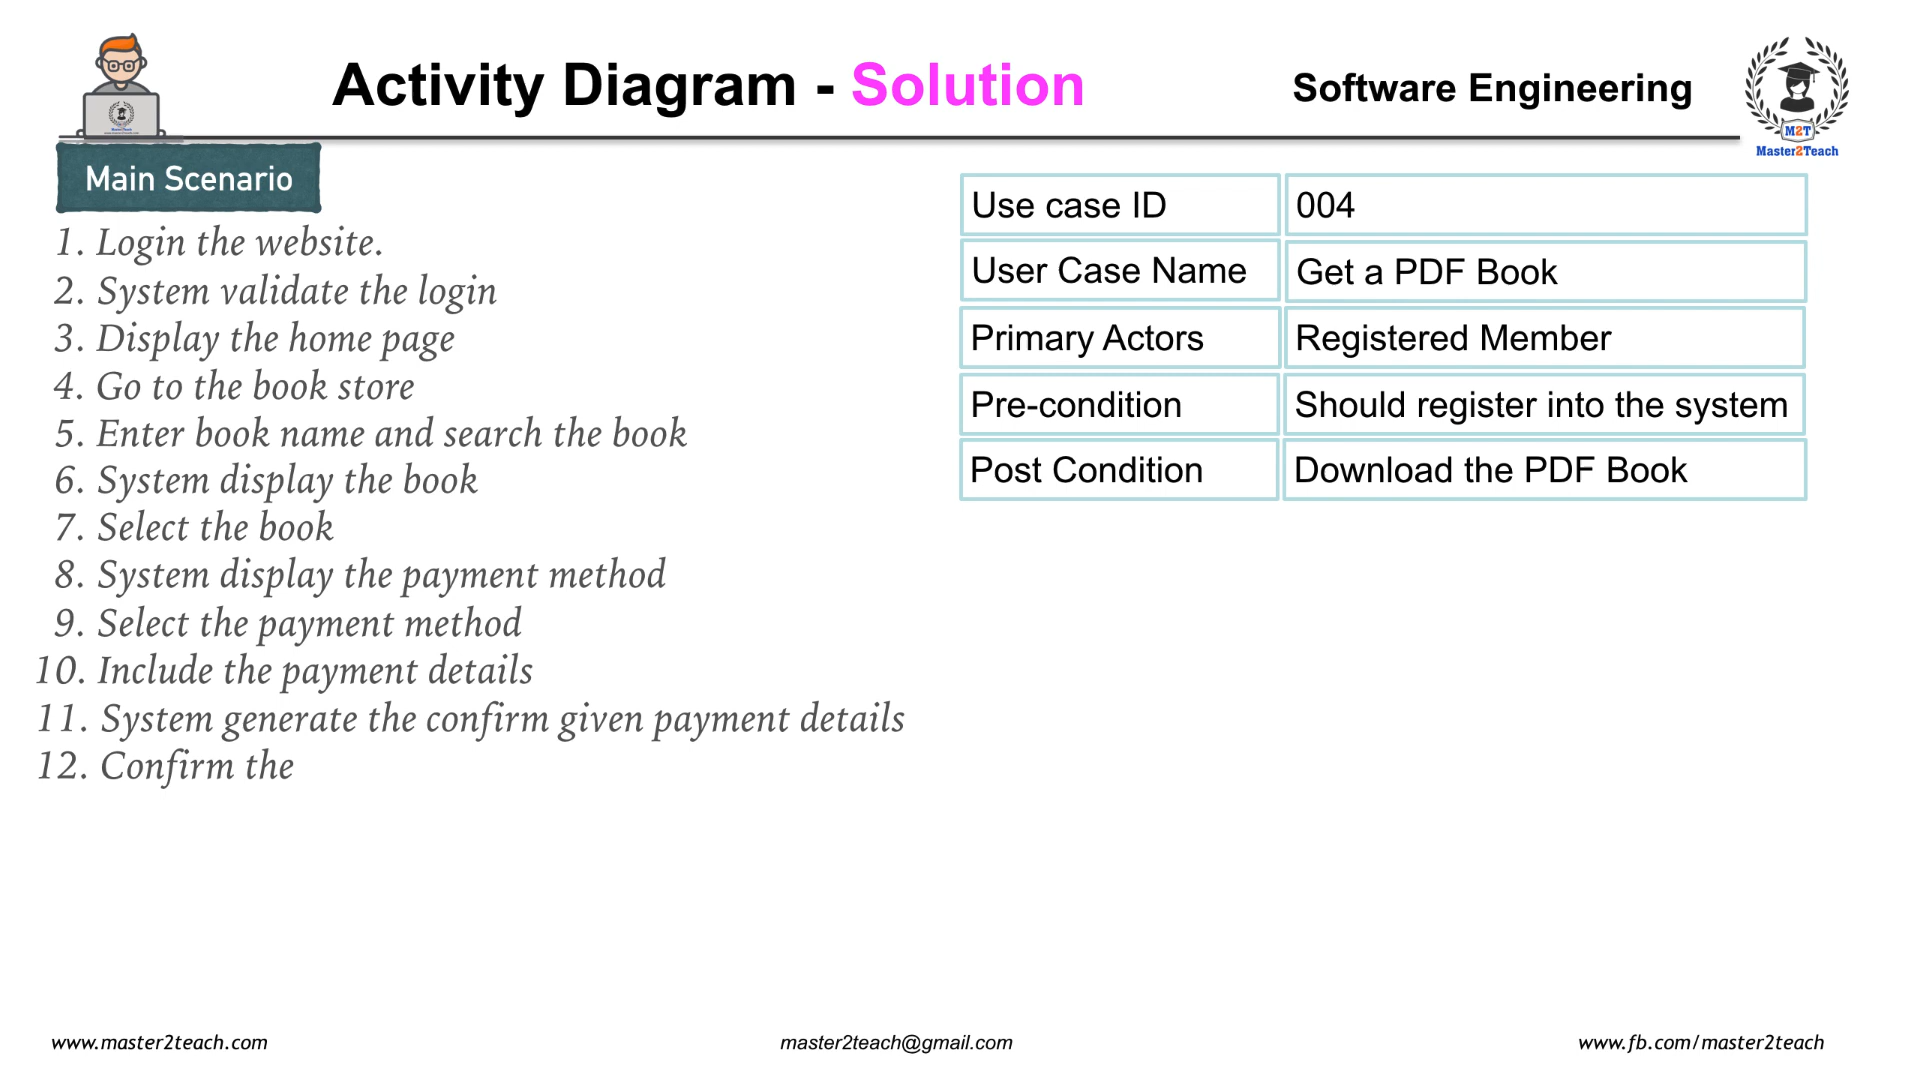 Activity Diagram - Solution
Software Engineering
M2T
Master2Teach
Main Scenario
1. Login the website.
2. System validate the login
3. Display the home page
4. Go to the book store
5. Enter book name and search the book
6. System display the book
7. Select the book
8. System display the payment method
9. Select the payment method
10. Include the payment details
11. System generate the confirm given payment details
12. Confirm the
Use case ID 004
User Case Name Get a PDF Book
Primary Actors Registered Member
Pre-condition Should register into the system
Post Condition Download the PDF Book
www.master2teach.com
master2teach@gmail.com
www.fb.com/master2teach